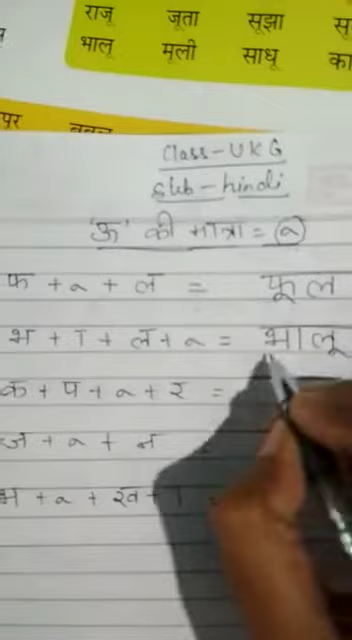 राजू जूता सूझा
भालू मूली साधू
Class-UKG
Sub-hindi
'ऊ' की मात्रा = ू
फ + ू + ल = फूल
भ + ा + ल + ू = भालू
क + प + ू + र =
ज + ू + न
भ + ू + ख + ा